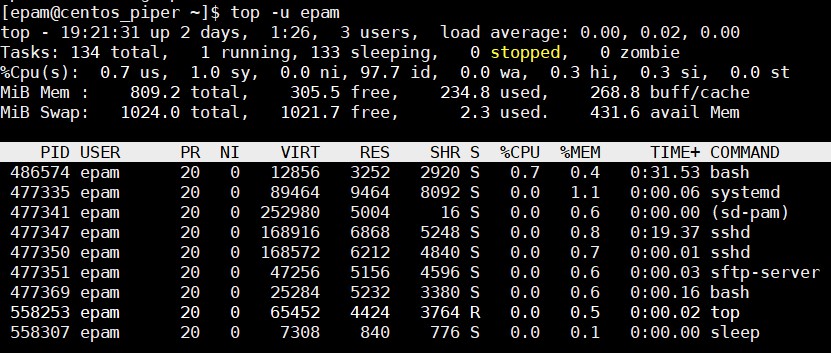 [epam@centos_piper ~]$ top -u epam
top - 19:21:31 up 2 days,  1:26,  3 users,  load average: 0.00, 0.02, 0.00
Tasks: 134 total,   1 running, 133 sleeping,   0 stopped,   0 zombie
%Cpu(s):  0.7 us,  1.0 sy,  0.0 ni, 97.7 id,  0.0 wa,  0.3 hi,  0.3 si,  0.0 st
MiB Mem :    809.2 total,    305.5 free,    234.8 used,    268.8 buff/cache
MiB Swap:   1024.0 total,   1021.7 free,      2.3 used.    431.6 avail Mem
PID USER      PR  NI    VIRT    RES    SHR S  %CPU  %MEM     TIME+ COMMAND
486574 epam      20   0   12856   3252   2920 S   0.7   0.4   0:31.53 bash
477335 epam      20   0   89464   9464   8092 S   0.0   1.1   0:00.06 systemd
477341 epam      20   0  252980   5004     16 S   0.0   0.6   0:00.00 (sd-pam)
477347 epam      20   0  168916   6868   5248 S   0.0   0.8   0:19.37 sshd
477350 epam      20   0  168572   6212   4840 S   0.0   0.7   0:00.01 sshd
477351 epam      20   0   47256   5156   4596 S   0.0   0.6   0:00.03 sftp-server
477369 epam      20   0   25284   5232   3380 S   0.0   0.6   0:00.16 bash
558253 epam      20   0   65452   4424   3764 R   0.0   0.5   0:00.02 top
558307 epam      20   0    7308    840    776 S   0.0   0.1   0:00.00 sleep